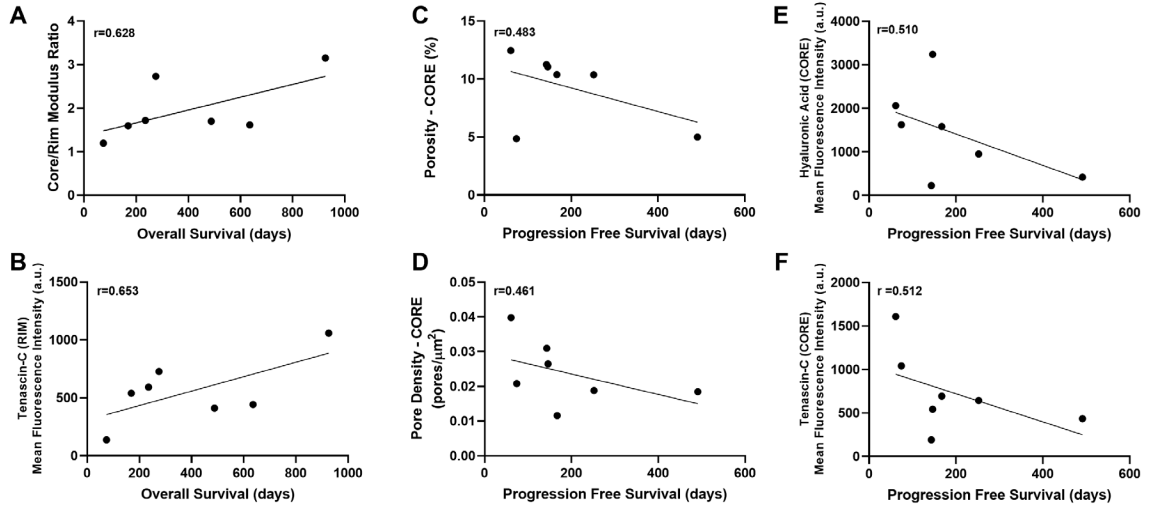 A
r=0.628
Core/Rim Modulus Ratio
4
3
2
1
0
0 200 400 600 800 1000
Overall Survival (days)
B
r=0.653
Tenascin-C (RIM)
Mean Fluorescence Intensity (a.u.)
1500
1000
500
0
0 200 400 600 800 1000
Overall Survival (days)
C
r=0.483
Porosity - CORE (%)
15
10
5
0
0 200 400 600
Progression Free Survival (days)
D
r=0.461
Pore Density - CORE
(pores/μm²)
0.05
0.04
0.03
0.02
0.01
0.00
0 200 400 600
Progression Free Survival (days)
E
r=0.510
Hyaluronic Acid (CORE)
Mean Fluorescence Intensity (a.u.)
4000
3000
2000
1000
0
0 200 400 600
Progression Free Survival (days)
F
r =0.512
Tenascin-C (CORE)
Mean Fluorescence Intensity (a.u.)
2000
1500
1000
500
0
0 200 400 600
Progression Free Survival (days)